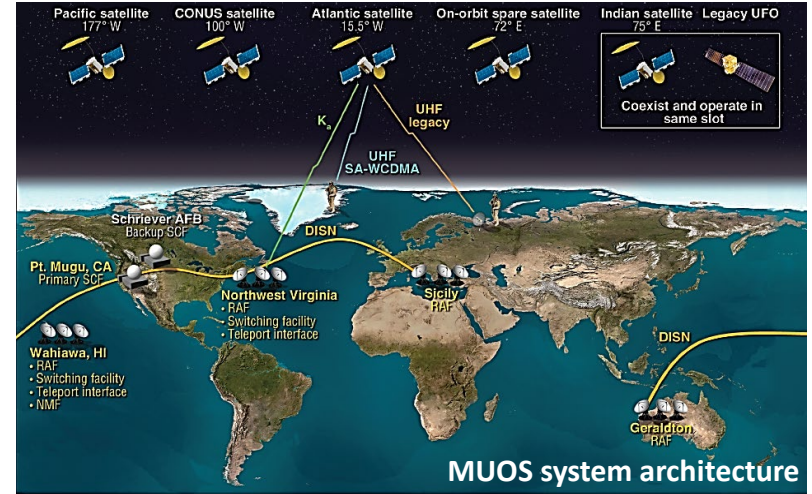 Pacific satellite
177° W
CONUS satellite
100° W
Atlantic satellite
15.5° W
On-orbit spare satellite
72° E
Indian satellite
75° E
Legacy UFO
Coexist and operate in
same slot
Ka
UHF
legacy
UHF
SA-WCDMA
Schriever AFB
Backup SCF
DISN
Pt. Mugu, CA
Primary SCF
Northwest Virginia
• RAF
• Switching facility
• Teleport interface
Sicily
RAF
Wahiawa, HI
• RAF
• Switching facility
• Teleport interface
• NMF
DISN
Geraldton
RAF
MUOS system architecture